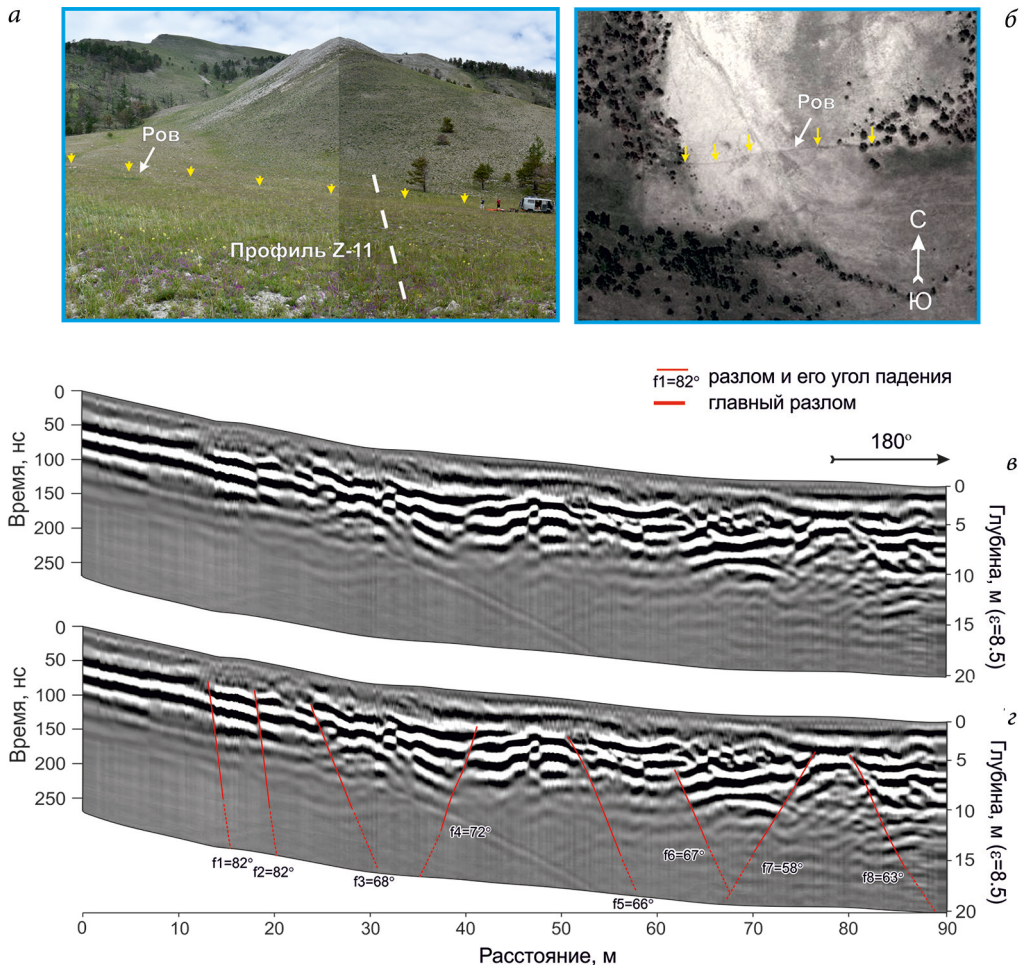 а
б
Ров
Профиль Z-11
Ров
С
Ю
f1=82° разлом и его угол падения
главный разлом
180°
в
0
50
100
150
200
250
Время, нс
0
5
10
15
20
Глубина, м (ε=8.5)
г
0
50
100
150
200
250
Время, нс
0
5
10
15
20
Глубина, м (ε=8.5)
f1=82°
f2=82°
f3=68°
f4=72°
f5=66°
f6=67°
f7=58°
f8=63°
0 10 20 30 40 50 60 70 80 90
Расстояние, м